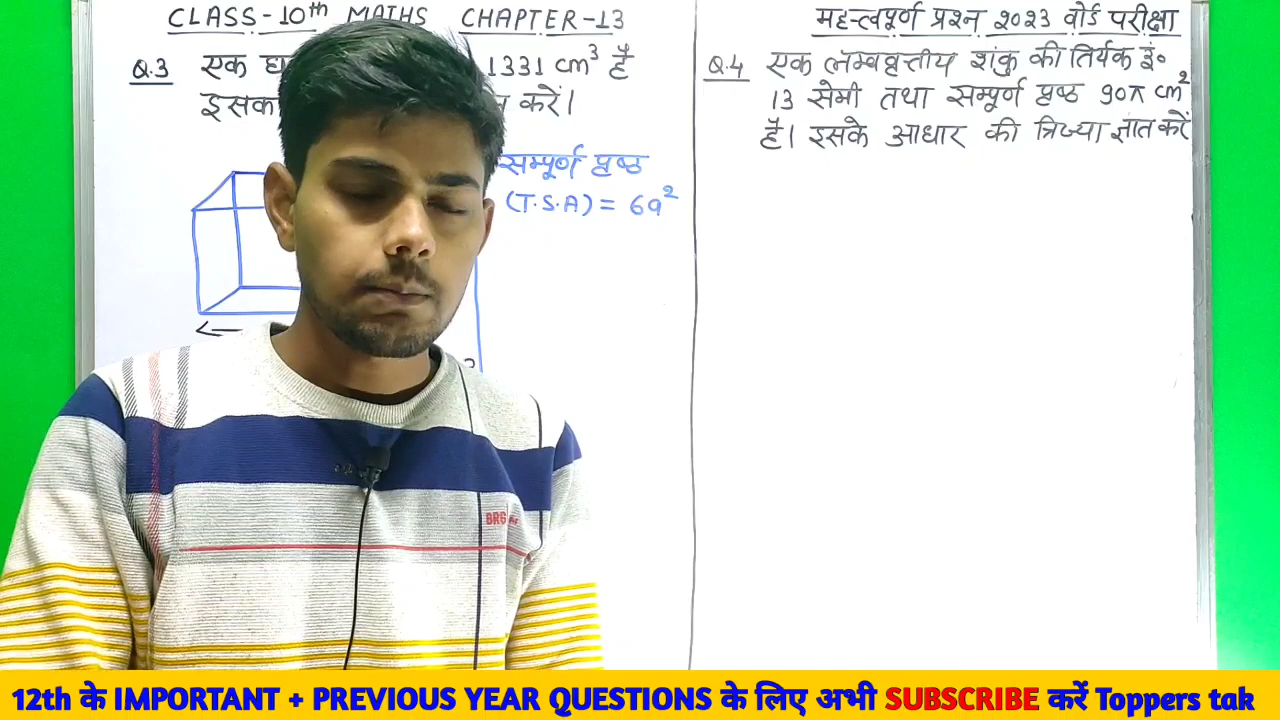 CLASS-10th MATHS CHAPTER-13
Q.3 एक 1331 cm³ है
इसका करें।
सम्पूर्ण पृष्ठ
(T.S.A) = 6a²
महत्त्वपूर्ण प्रश्न 2023 बोर्ड परीक्षा
Q.4 एक लम्बवृत्तीय शंकु की तिर्यक ऊँ॰
13 सेमी तथा सम्पूर्ण पृष्ठ 90π cm²
है। इसके आधार की त्रिज्या ज्ञात करें
12th के IMPORTANT + PREVIOUS YEAR QUESTIONS के लिए अभी SUBSCRIBE करें Toppers tak